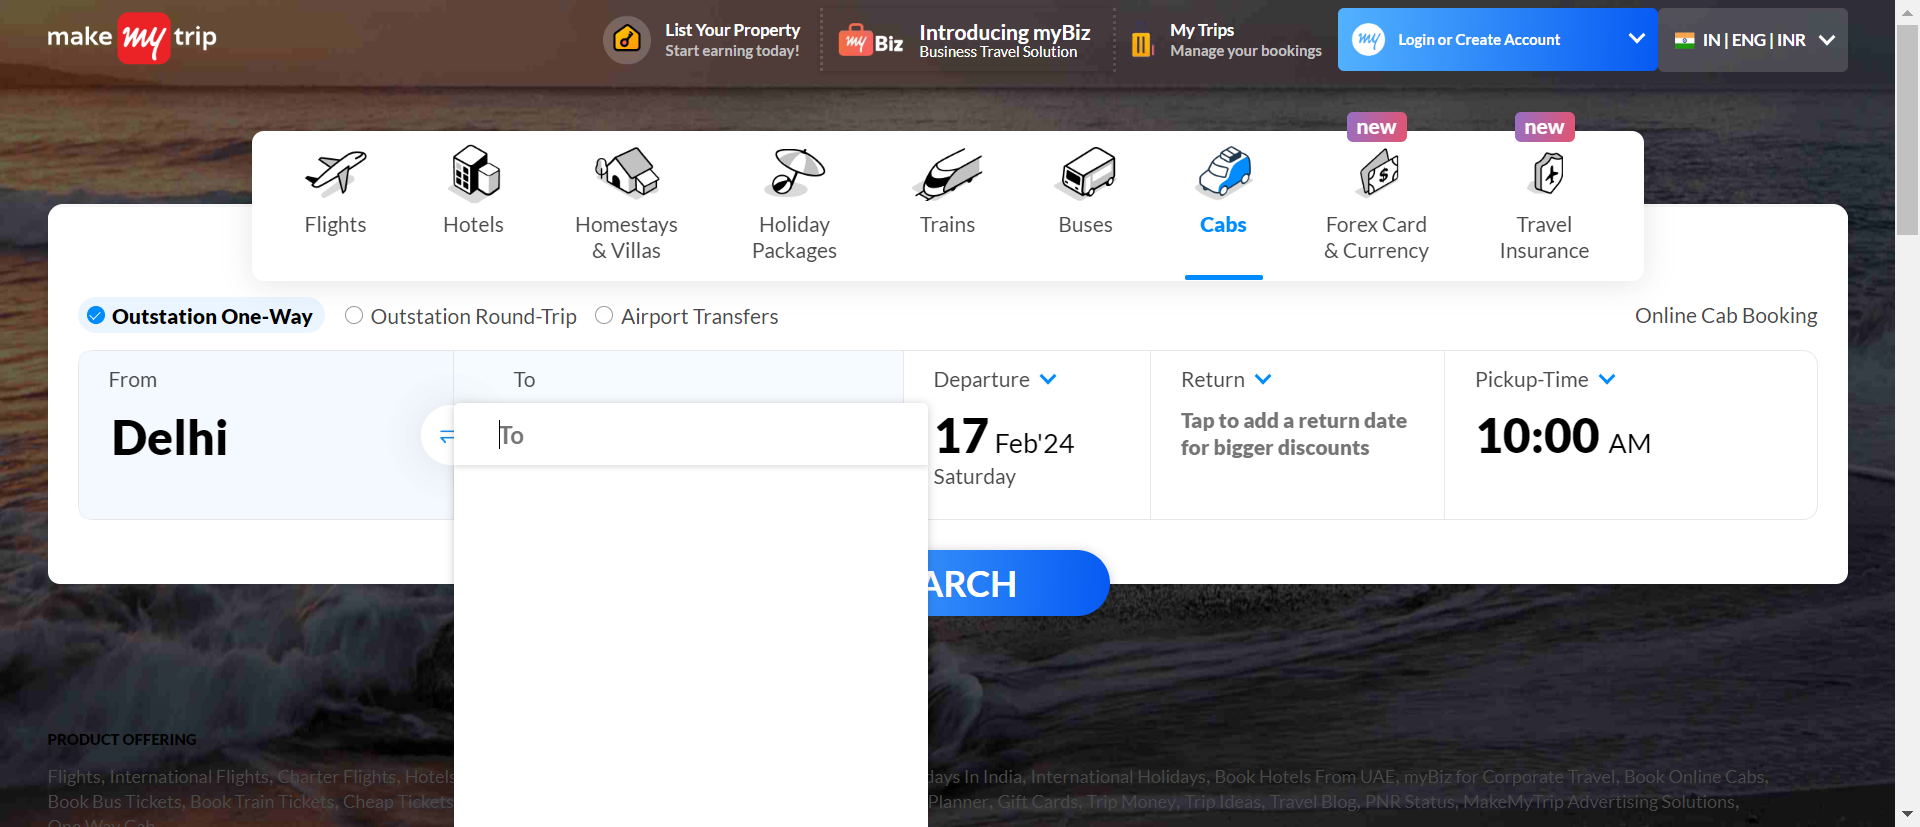 make my trip
List Your Property
Start earning today!
my Biz
Introducing myBiz
Business Travel Solution
My Trips
Manage your bookings
my
Login or Create Account
IN | ENG | INR
new
new
Flights
Hotels
Homestays
& Villas
Holiday
Packages
Trains
Buses
Cabs
Forex Card
& Currency
Travel
Insurance
Outstation One-Way
Outstation Round-Trip
Airport Transfers
Online Cab Booking
From
To
Departure
Return
Pickup-Time
Delhi
To
17 Feb'24
Saturday
Tap to add a return date
for bigger discounts
10:00 AM
ARCH
PRODUCT OFFERING
Flights, International Flights, Charter Flights, Hotels
days In India, International Holidays, Book Hotels From UAE, myBiz for Corporate Travel, Book Online Cabs,
Book Bus Tickets, Book Train Tickets, Cheap Tickets
Planner, Gift Cards, Trip Money, Trip Ideas, Travel Blog, PNR Status, MakeMyTrip Advertising Solutions,
One Way Cab